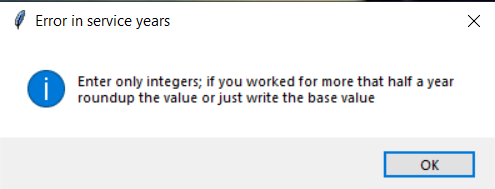 Error in service years
Enter only integers; if you worked for more that half a year
roundup the value or just write the base value
OK